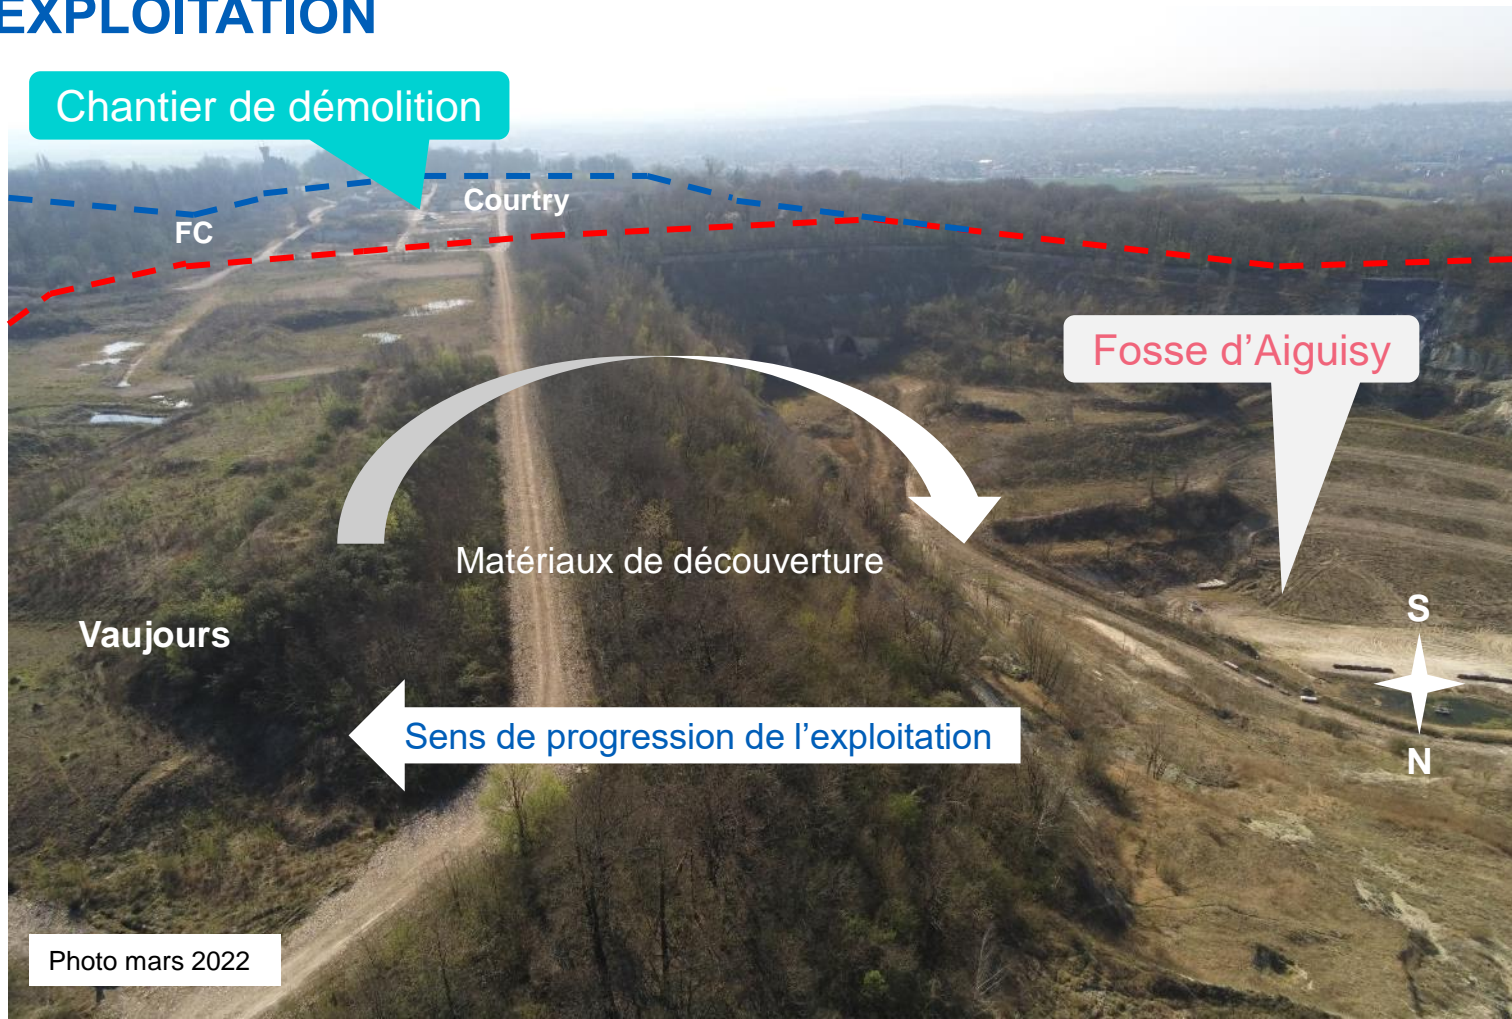 EXPLOITATION
Chantier de démolition
Courtry
FC
Fosse d’Aiguisy
Matériaux de découverture
S
Vaujours
Sens de progression de l’exploitation
N
Photo mars 2022